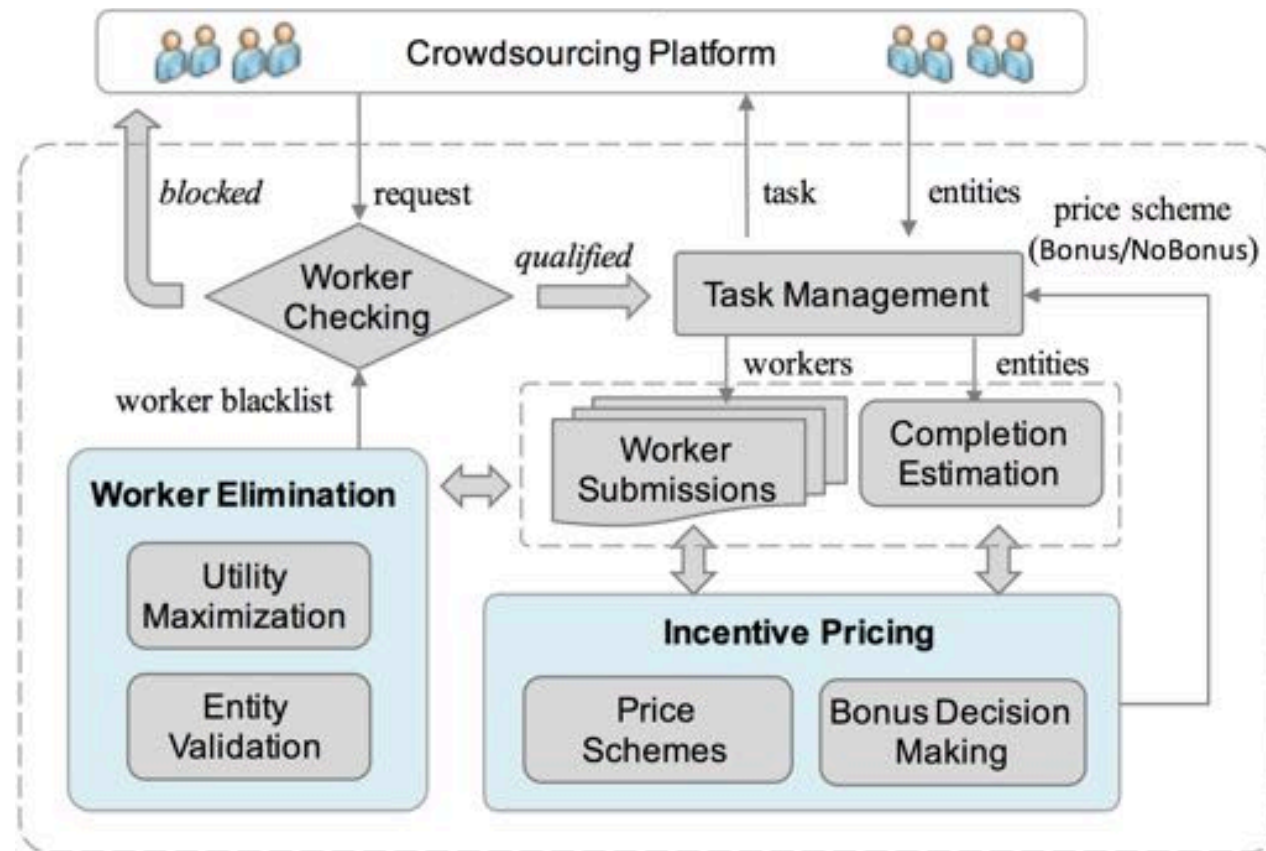 Crowdsourcing Platform
blocked
request
task
entities
price scheme
(Bonus/NoBonus)
qualified
Worker
Checking
Task Management
workers
entities
worker blacklist
Worker
Submissions
Completion
Estimation
Worker Elimination
Utility
Maximization
Entity
Validation
Incentive Pricing
Price
Schemes
Bonus Decision
Making